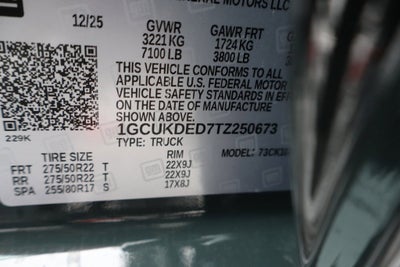 GENERAL MOTORS LLC
12/25 GVWR GAWR FRT
3221 KG 1724 KG
7100 LB 3800 LB
THIS VEHICLE CONFORMS TO ALL
APPLICABLE U.S. FEDERAL MOTOR
VEHICLE SAFETY STANDARDS IN EFF
ON THE DATE OF MANUFACTURE
SHOWN ABOVE.
1GCUKDED7TZ250673
TYPE: TRUCK MODEL:
229K
TIRE SIZE RIM
FRT 275/50R22 T 22X9J
RR 275/50R22 T 22X9J
SPA 255/80R17 S 17X8J